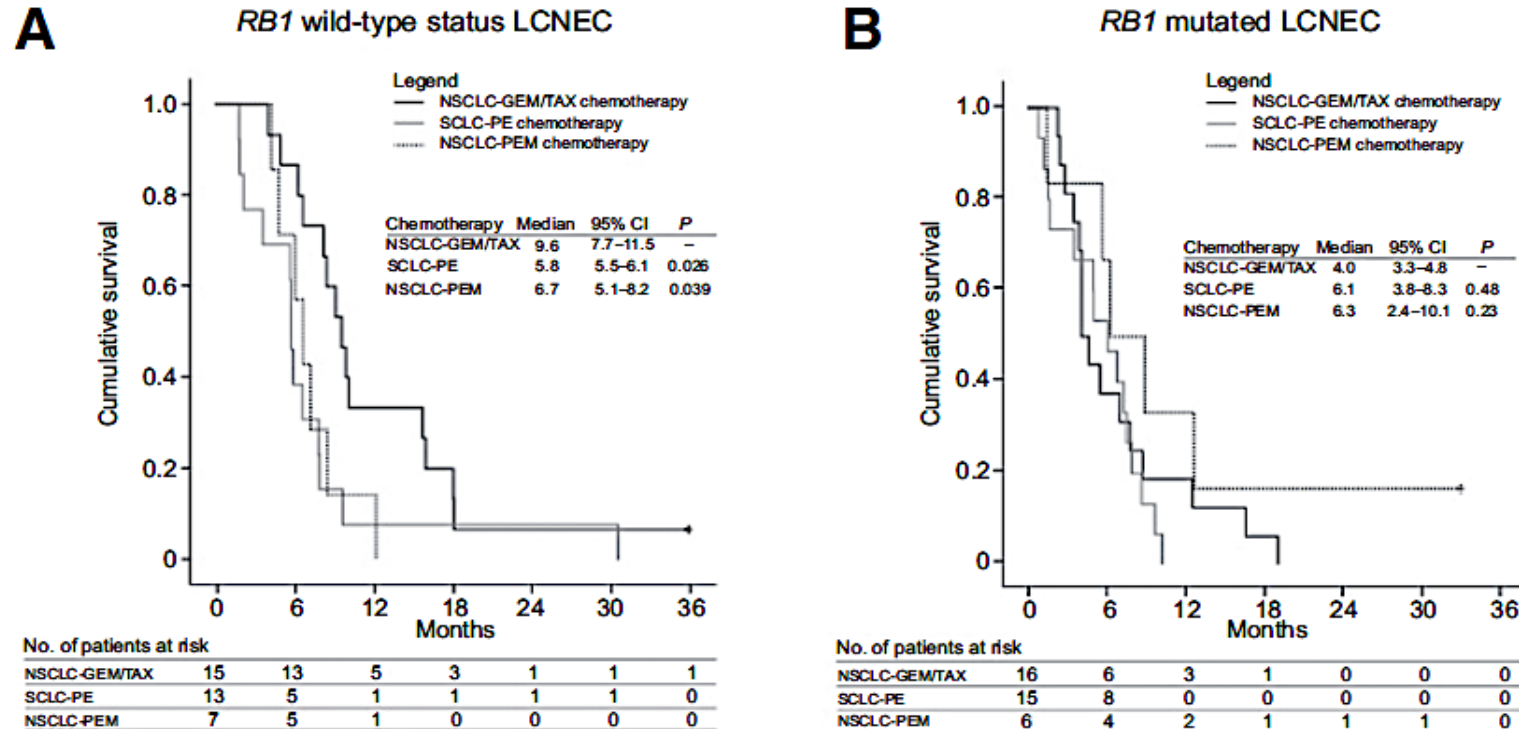 A
RB1 wild-type status LCNEC
Legend
NSCLC-GEM/TAX chemotherapy
SCLC-PE chemotherapy
NSCLC-PEM chemotherapy
Chemotherapy Median 95% CI P
NSCLC-GEM/TAX 9.6 7.7–11.5 –
SCLC-PE 5.8 5.5–6.1 0.026
NSCLC-PEM 6.7 5.1–8.2 0.039
Cumulative survival
1.0
0.8
0.6
0.4
0.2
0
0 6 12 18 24 30 36
Months
No. of patients at risk
NSCLC-GEM/TAX 15 13 5 3 1 1 1
SCLC-PE 13 5 1 1 1 1 0
NSCLC-PEM 7 5 1 0 0 0 0
B
RB1 mutated LCNEC
Legend
NSCLC-GEM/TAX chemotherapy
SCLC-PE chemotherapy
NSCLC-PEM chemotherapy
Chemotherapy Median 95% CI P
NSCLC-GEM/TAX 4.0 3.3–4.8 –
SCLC-PE 6.1 3.8–8.3 0.48
NSCLC-PEM 6.3 2.4–10.1 0.23
Cumulative survival
1.0
0.8
0.6
0.4
0.2
0
0 6 12 18 24 30 36
Months
No. of patients at risk
NSCLC-GEM/TAX 16 6 3 1 0 0 0
SCLC-PE 15 8 0 0 0 0 0
NSCLC-PEM 6 4 2 1 1 1 0